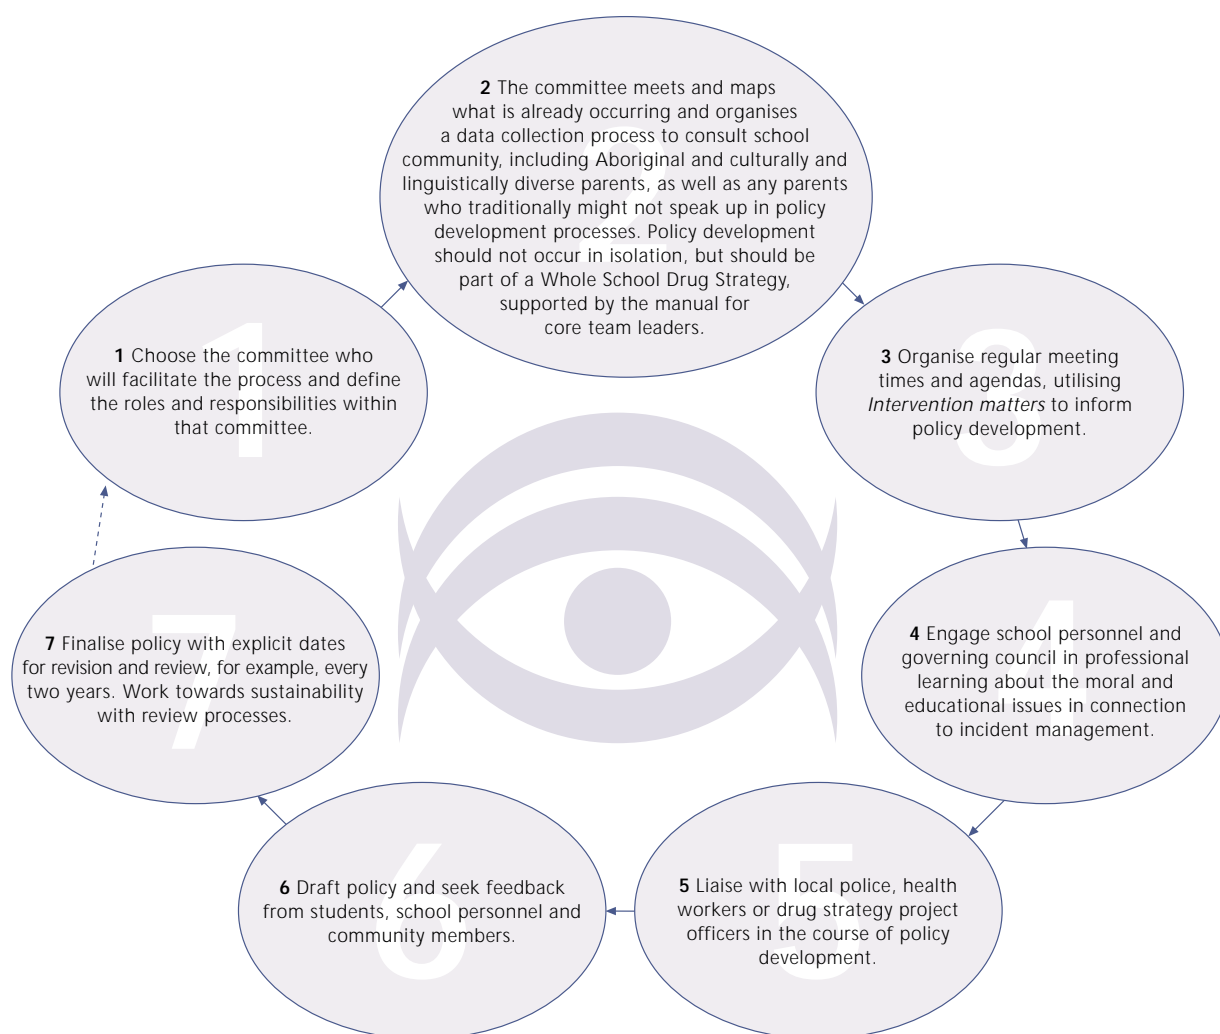 1 Choose the committee who
will facilitate the process and define
the roles and responsibilities within
that committee.
1
2 The committee meets and maps
what is already occurring and organises
a data collection process to consult school
community, including Aboriginal and culturally and
linguistically diverse parents, as well as any parents
who traditionally might not speak up in policy
development processes. Policy development
should not occur in isolation, but should be
part of a Whole School Drug Strategy,
supported by the manual for
core team leaders.
2
3 Organise regular meeting
times and agendas, utilising
Intervention matters to inform
policy development.
3
4 Engage school personnel and
governing council in professional
learning about the moral and
educational issues in connection
to incident management.
4
5 Liaise with local police, health
workers or drug strategy project
officers in the course of policy
development.
5
6 Draft policy and seek feedback
from students, school personnel and
community members.
6
7 Finalise policy with explicit dates
for revision and review, for example, every
two years. Work towards sustainability
with review processes.
7